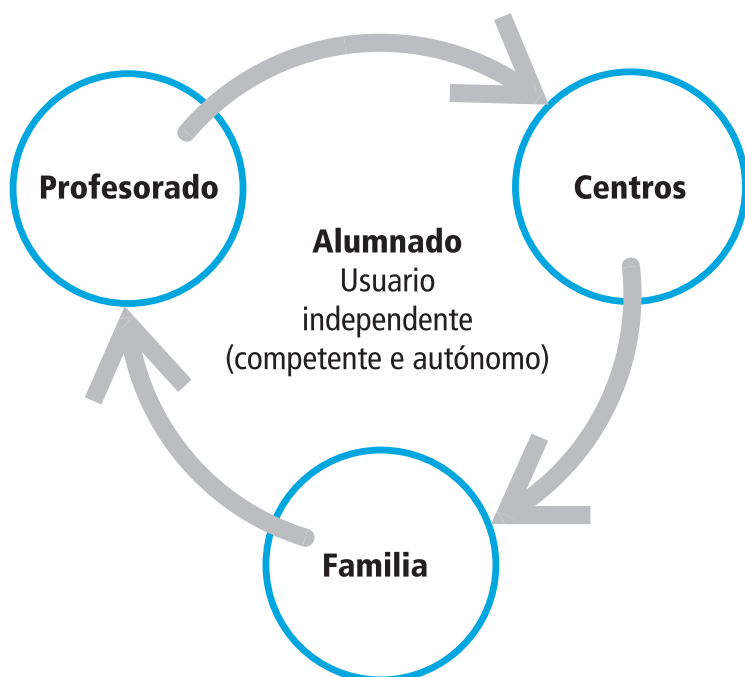 Profesorado
Centros
Alumnado
Usuario
independente
(competente e autónomo)
Familia